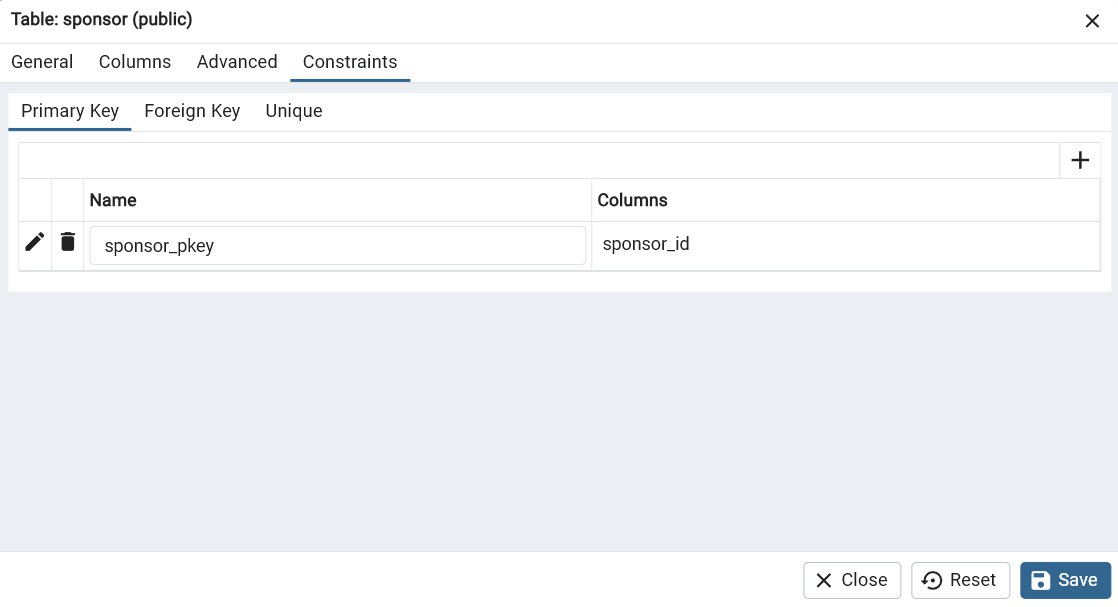 Table: sponsor (public)
General Columns Advanced Constraints
Primary Key Foreign Key Unique
Name Columns
sponsor_pkey sponsor_id
Close Reset Save